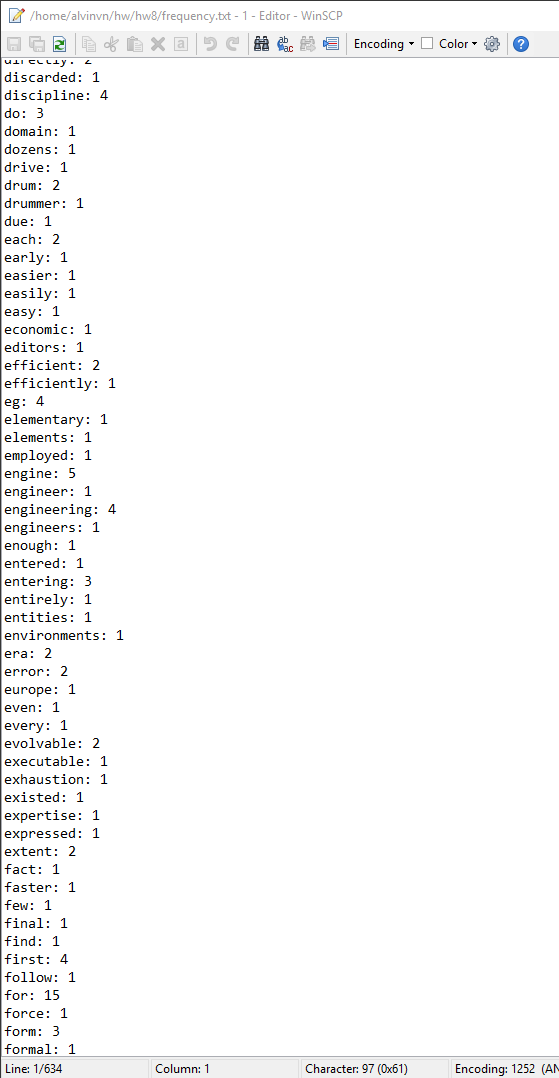 /home/alvinvn/hw/hw8/frequency.txt - 1 - Editor - WinSCP
Encoding Color
directly: 2
discarded: 1
discipline: 4
do: 3
domain: 1
dozens: 1
drive: 1
drum: 2
drummer: 1
due: 1
each: 2
early: 1
easier: 1
easily: 1
easy: 1
economic: 1
editors: 1
efficient: 2
efficiently: 1
eg: 4
elementary: 1
elements: 1
employed: 1
engine: 5
engineer: 1
engineering: 4
engineers: 1
enough: 1
entered: 1
entering: 3
entirely: 1
entities: 1
environments: 1
era: 2
error: 2
europe: 1
even: 1
every: 1
evolvable: 2
executable: 1
exhaustion: 1
existed: 1
expertise: 1
expressed: 1
extent: 2
fact: 1
faster: 1
few: 1
final: 1
find: 1
first: 4
follow: 1
for: 15
force: 1
form: 3
formal: 1
Line: 1/634 Column: 1 Character: 97 (0x61) Encoding: 1252 (AN